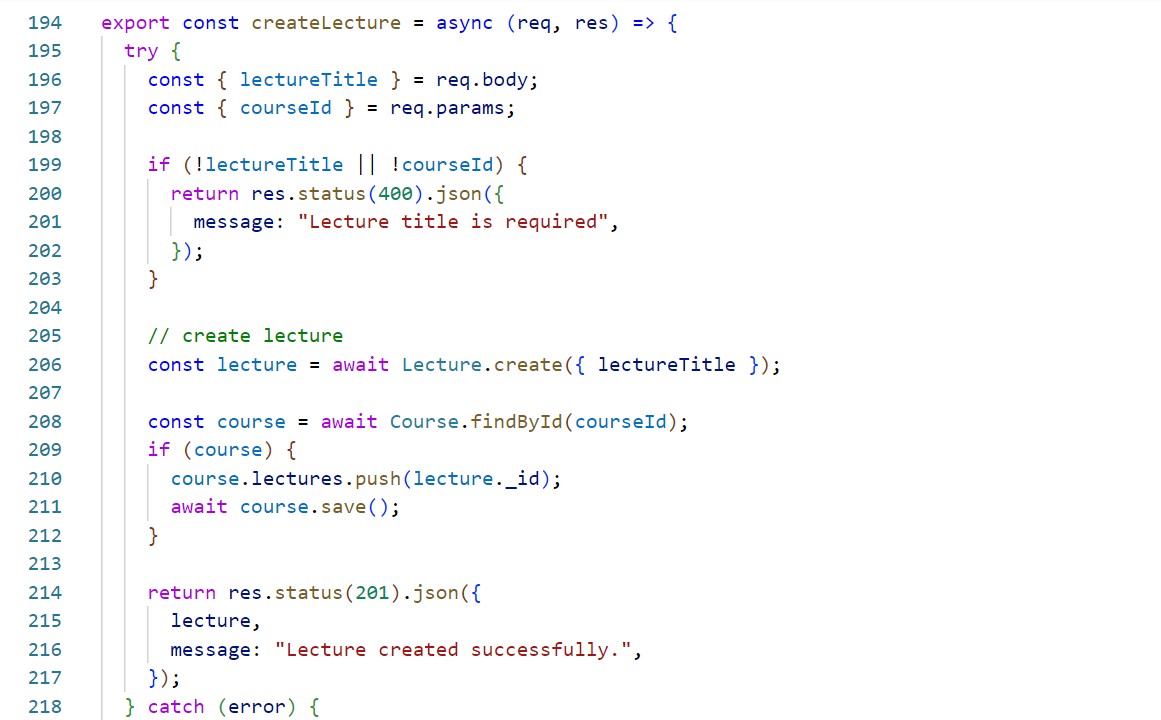 194 export const createLecture = async (req, res) => {
195 try {
196 const { lectureTitle } = req.body;
197 const { courseId } = req.params;
198
199 if (!lectureTitle || !courseId) {
200 return res.status(400).json({
201 message: "Lecture title is required",
202 });
203 }
204
205 // create lecture
206 const lecture = await Lecture.create({ lectureTitle });
207
208 const course = await Course.findById(courseId);
209 if (course) {
210 course.lectures.push(lecture._id);
211 await course.save();
212 }
213
214 return res.status(201).json({
215 lecture,
216 message: "Lecture created successfully.",
217 });
218 } catch (error) {